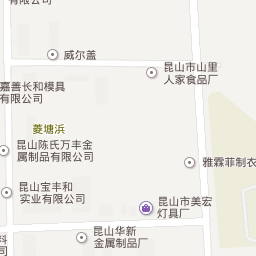 有限公司
威尔盖
昆山市山里
人家食品厂
嘉善长和模具
有限公司
菱塘浜
昆山陈氏万丰金
属制品有限公司
雅霖菲制衣
昆山宝丰和
实业有限公司
昆山市美宏
灯具厂
昆山华新
金属制品厂
料
公司